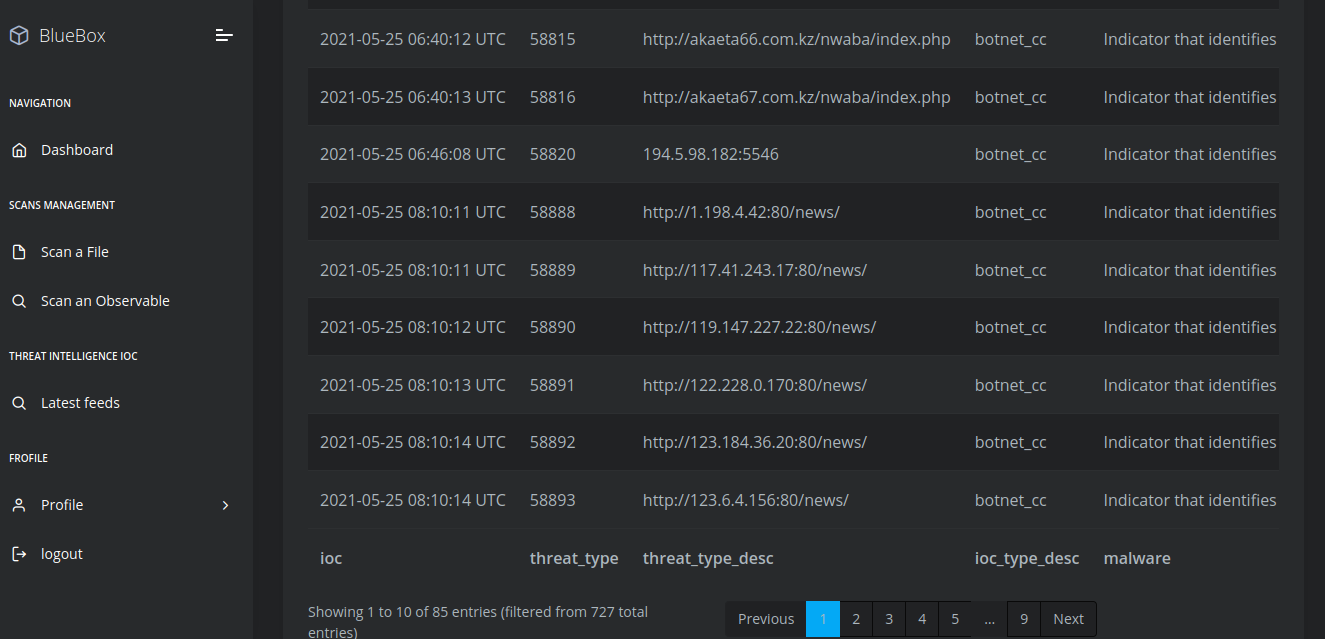 BlueBox
NAVIGATION
Dashboard
SCANS MANAGEMENT
Scan a File
Scan an Observable
THREAT INTELLIGENCE IOC
Latest feeds
FROFILE
Profile
logout
2021-05-25 06:40:12 UTC 58815 http://akaeta66.com.kz/nwaba/index.php botnet_cc Indicator that identifies
2021-05-25 06:40:13 UTC 58816 http://akaeta67.com.kz/nwaba/index.php botnet_cc Indicator that identifies
2021-05-25 06:46:08 UTC 58820 194.5.98.182:5546 botnet_cc Indicator that identifies
2021-05-25 08:10:11 UTC 58888 http://1.198.4.42:80/news/ botnet_cc Indicator that identifies
2021-05-25 08:10:11 UTC 58889 http://117.41.243.17:80/news/ botnet_cc Indicator that identifies
2021-05-25 08:10:12 UTC 58890 http://119.147.227.22:80/news/ botnet_cc Indicator that identifies
2021-05-25 08:10:13 UTC 58891 http://122.228.0.170:80/news/ botnet_cc Indicator that identifies
2021-05-25 08:10:14 UTC 58892 http://123.184.36.20:80/news/ botnet_cc Indicator that identifies
2021-05-25 08:10:14 UTC 58893 http://123.6.4.156:80/news/ botnet_cc Indicator that identifies
ioc threat_type threat_type_desc ioc_type_desc malware
Showing 1 to 10 of 85 entries (filtered from 727 total
entries)
Previous 1 2 3 4 5 ... 9 Next